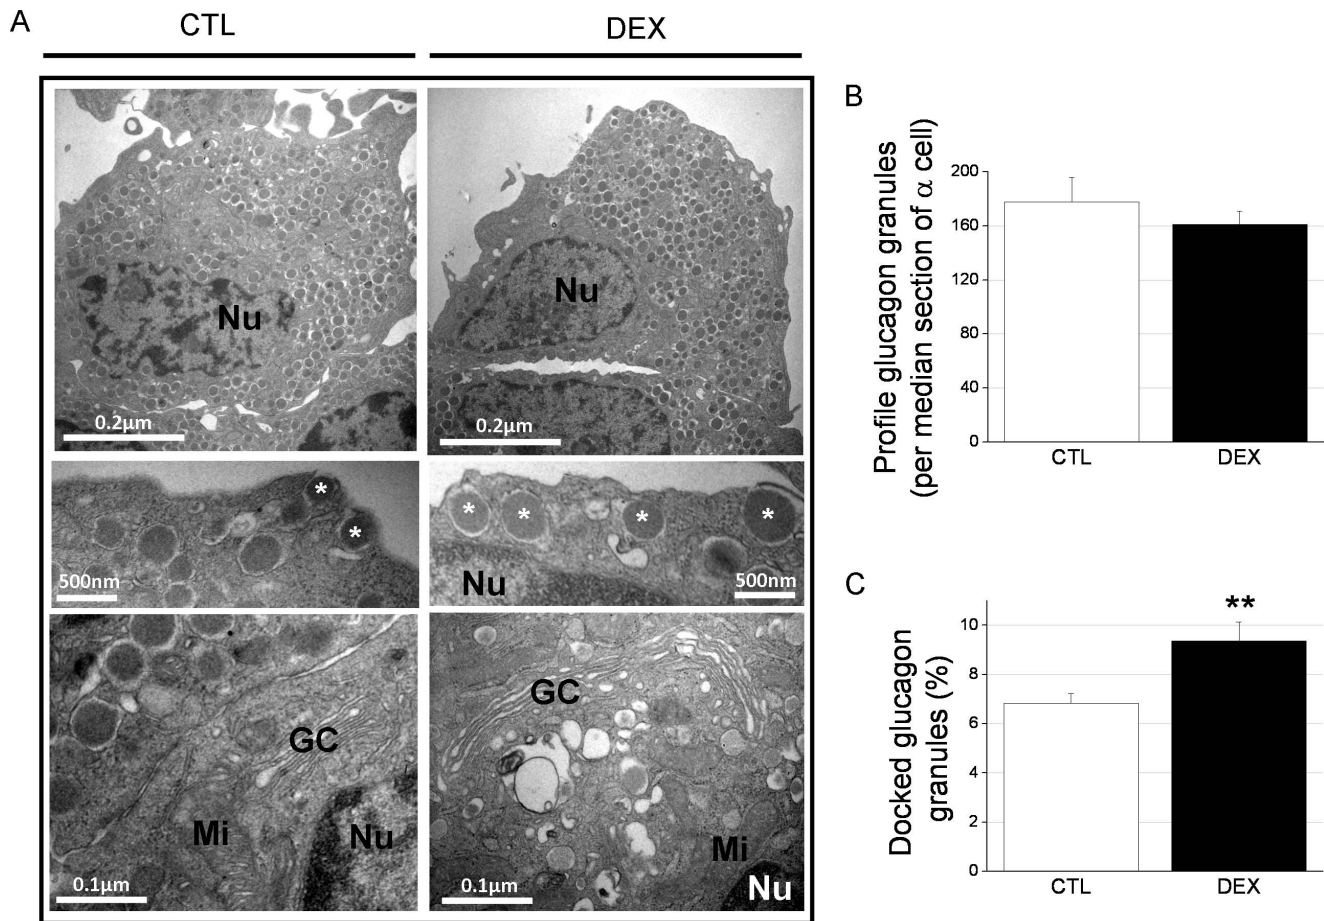 A
CTL
DEX
Nu
0.2μm
Nu
0.2μm
*
*
500nm
*
*
*
*
Nu
500nm
GC
Mi
Nu
0.1μm
GC
Mi
Nu
0.1μm
B
Profile glucagon granules
(per median section of α cell)
200
160
120
80
40
0
CTL
DEX
C
Docked glucagon
granules (%)
**
10
8
6
4
2
0
CTL
DEX